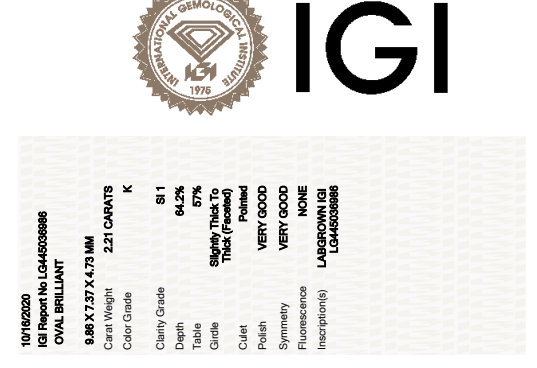 INTERNATIONAL GEMOLOGICAL INSTITUTE
IGI
1975
IGI
10/16/2020
IGI Report No LG445036986
OVAL BRILLIANT
9.86 X 7.37 X 4.73 MM
Carat Weight 2.21 CARATS
Color Grade K
Clarity Grade SI 1
Depth 64.2%
Table 57%
Girdle Slightly Thick To
Thick (Faceted)
Culet Pointed
Polish VERY GOOD
Symmetry VERY GOOD
Fluorescence NONE
Inscription(s) LABGROWN IGI
LG445036986